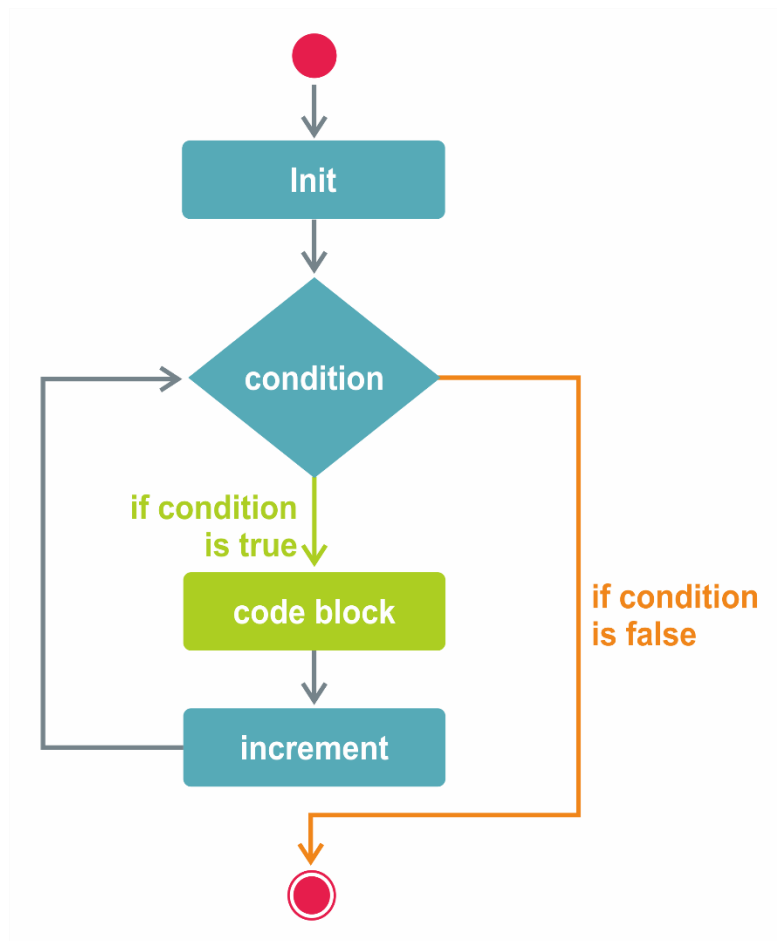 Init
condition
if condition
is true
code block
if condition
is false
increment